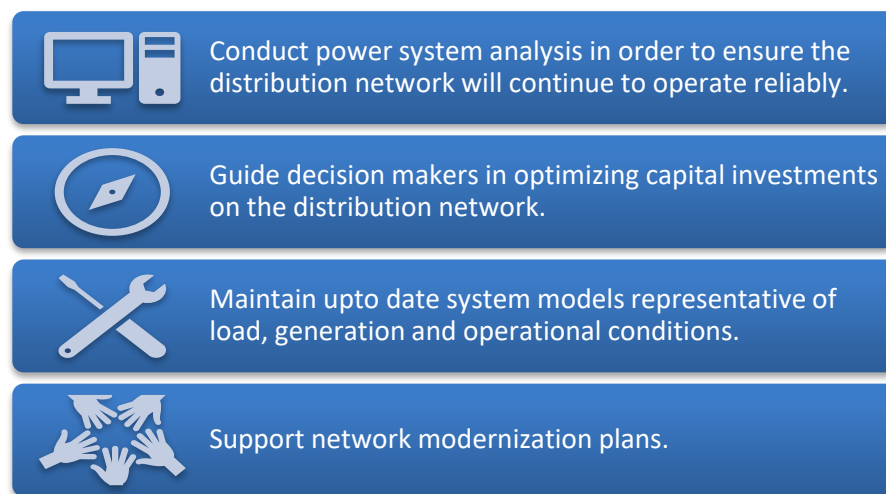 Conduct power system analysis in order to ensure the
distribution network will continue to operate reliably.
Guide decision makers in optimizing capital investments
on the distribution network.
Maintain upto date system models representative of
load, generation and operational conditions.
Support network modernization plans.